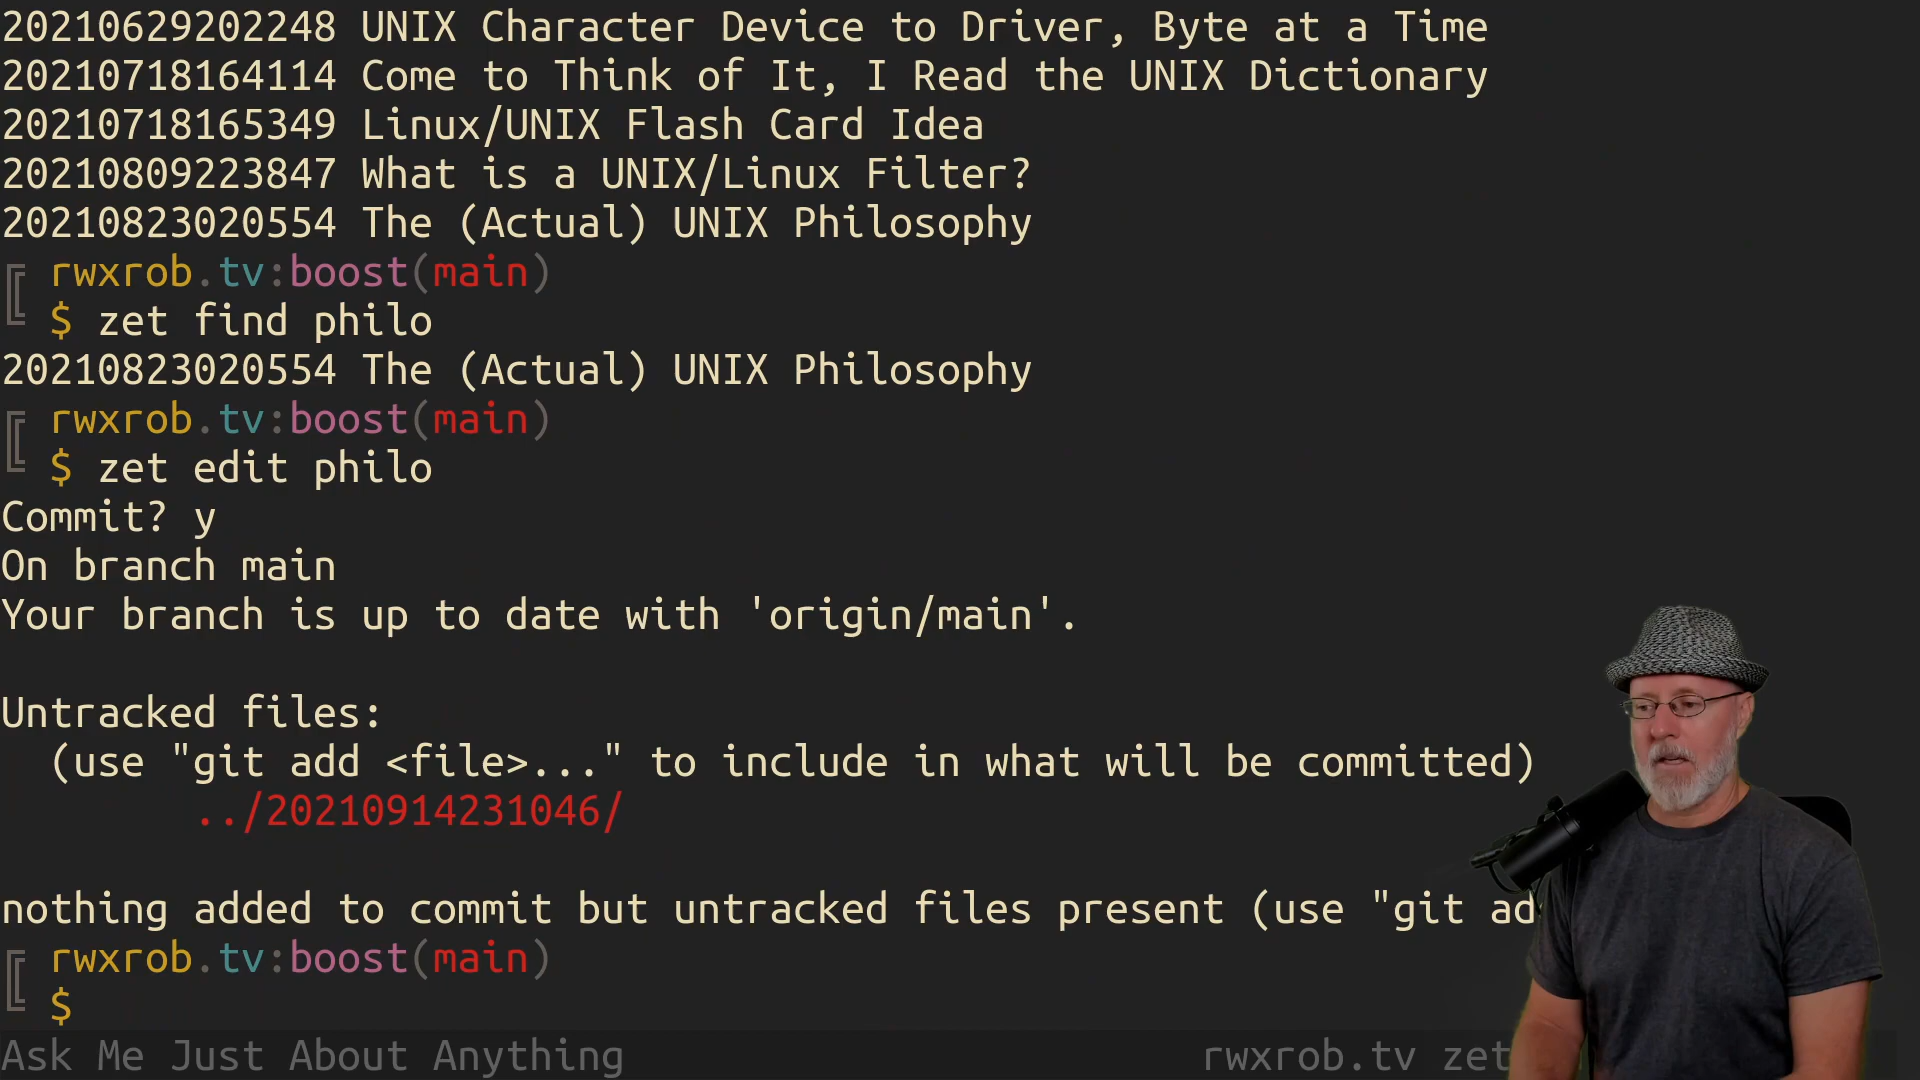 20210629202248 UNIX Character Device to Driver, Byte at a Time
20210718164114 Come to Think of It, I Read the UNIX Dictionary
20210718165349 Linux/UNIX Flash Card Idea
20210809223847 What is a UNIX/Linux Filter?
20210823020554 The (Actual) UNIX Philosophy
rwxrob.tv:boost(main)
$ zet find philo
20210823020554 The (Actual) UNIX Philosophy
rwxrob.tv:boost(main)
$ zet edit philo
Commit? y
On branch main
Your branch is up to date with 'origin/main'.
Untracked files:
(use "git add <file>..." to include in what will be committed)
../20210914231046/
nothing added to commit but untracked files present (use "git ad
rwxrob.tv:boost(main)
$
Ask Me Just About Anything
rwxrob.tv zet